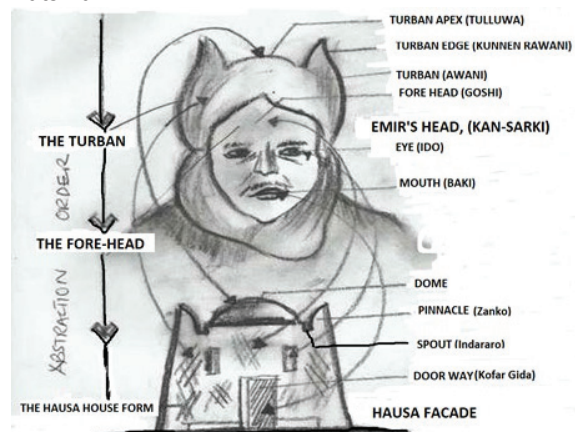 TURBAN APEX (TULLUWA)
TURBAN EDGE (KUNNEN RAWANI)
TURBAN (AWANI)
FORE HEAD (GOSHI)
EMIR'S HEAD, (KAN-SARKI)
EYE (IDO)
MOUTH (BAKI)
THE TURBAN
ORDER
THE FORE-HEAD
ABSTRACTION
THE HAUSA HOUSE FORM
DOME
PINNACLE (Zanko)
SPOUT (Indararo)
DOOR WAY (Kofar Gida)
HAUSA FACADE